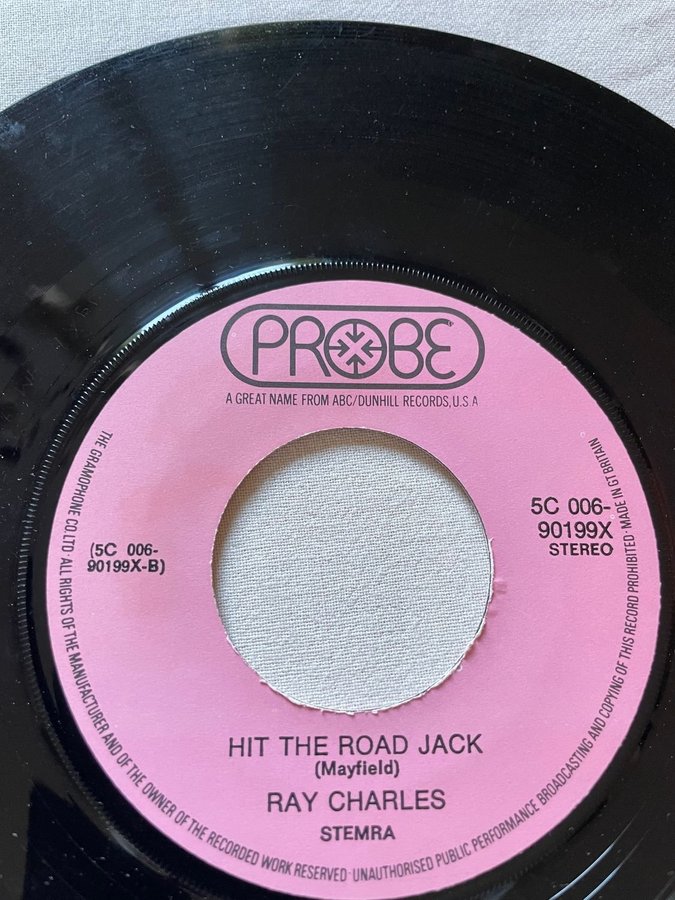 PROBE
A GREAT NAME FROM ABC/DUNHILL RECORDS, U.S.A
5C 006-
90199X
STEREO
(5C 006-
90199X-B)
HIT THE ROAD JACK
(Mayfield)
RAY CHARLES
STEMRA
THE GRAMOPHONE CO.LTD · ALL RIGHTS OF THE MANUFACTURER AND OF THE OWNER OF THE RECORDED WORK RESERVED · UNAUTHORISED PUBLIC PERFORMANCE BROADCASTING AND COPYING OF THIS RECORD PROHIBITED · MADE IN GT BRITAIN